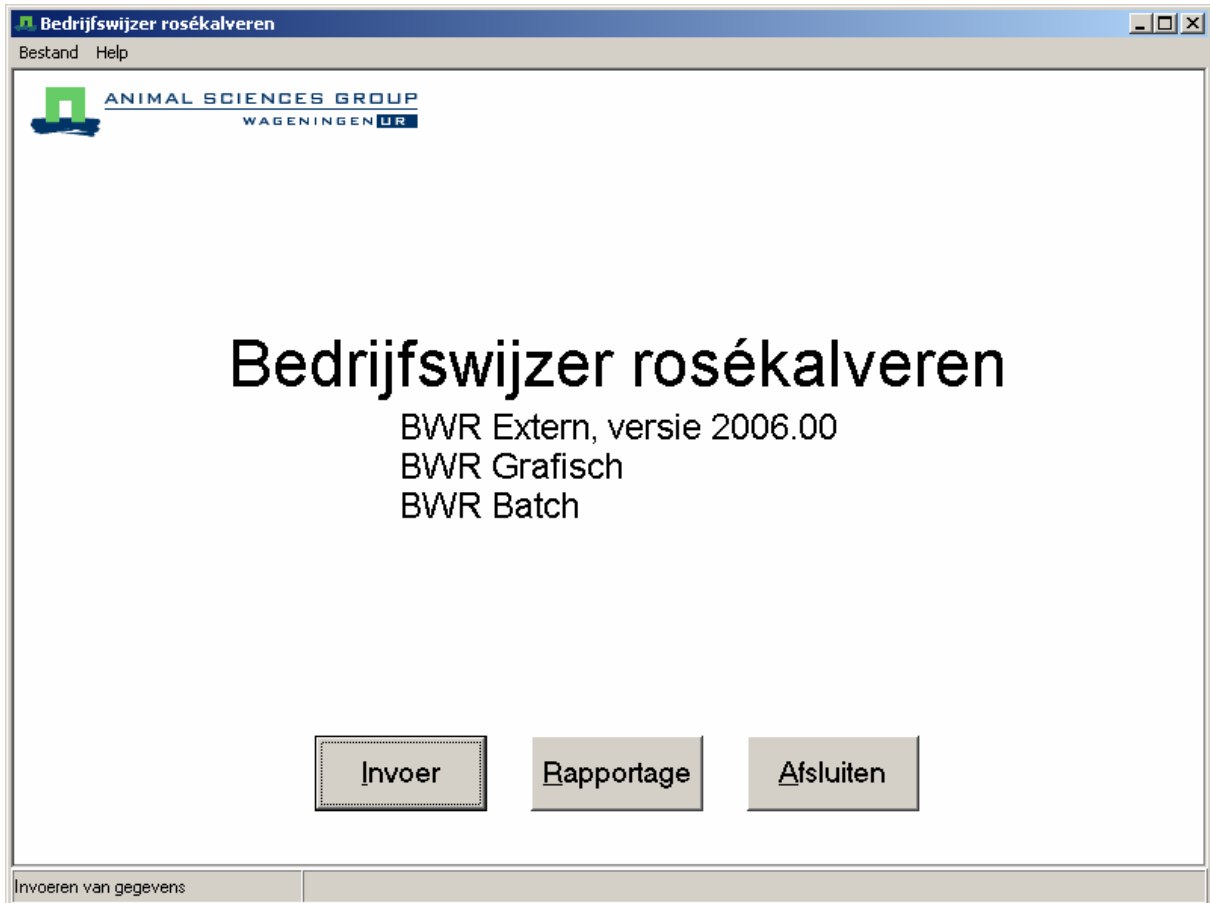 Bedrijfswijzer rosékalveren
Bestand Help
ANIMAL SCIENCES GROUP
WAGENINGEN UR
Bedrijfswijzer rosékalveren
BWR Extern, versie 2006.00
BWR Grafisch
BWR Batch
Invoer Rapportage Afsluiten
Invoeren van gegevens